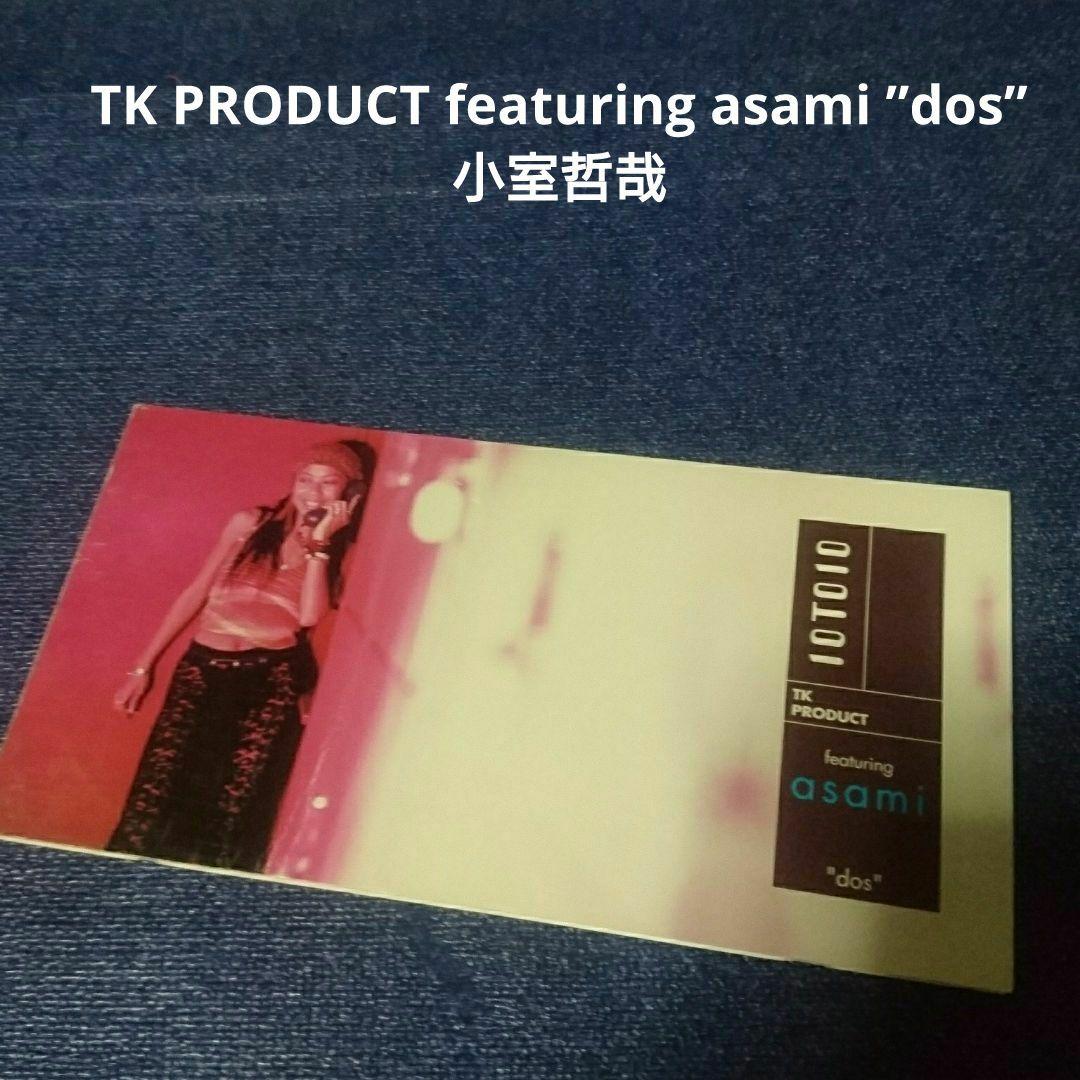 TK PRODUCT featuring asami ”dos”
小室哲哉
10TO10
TK
PRODUCT
featuring
asami
"dos"